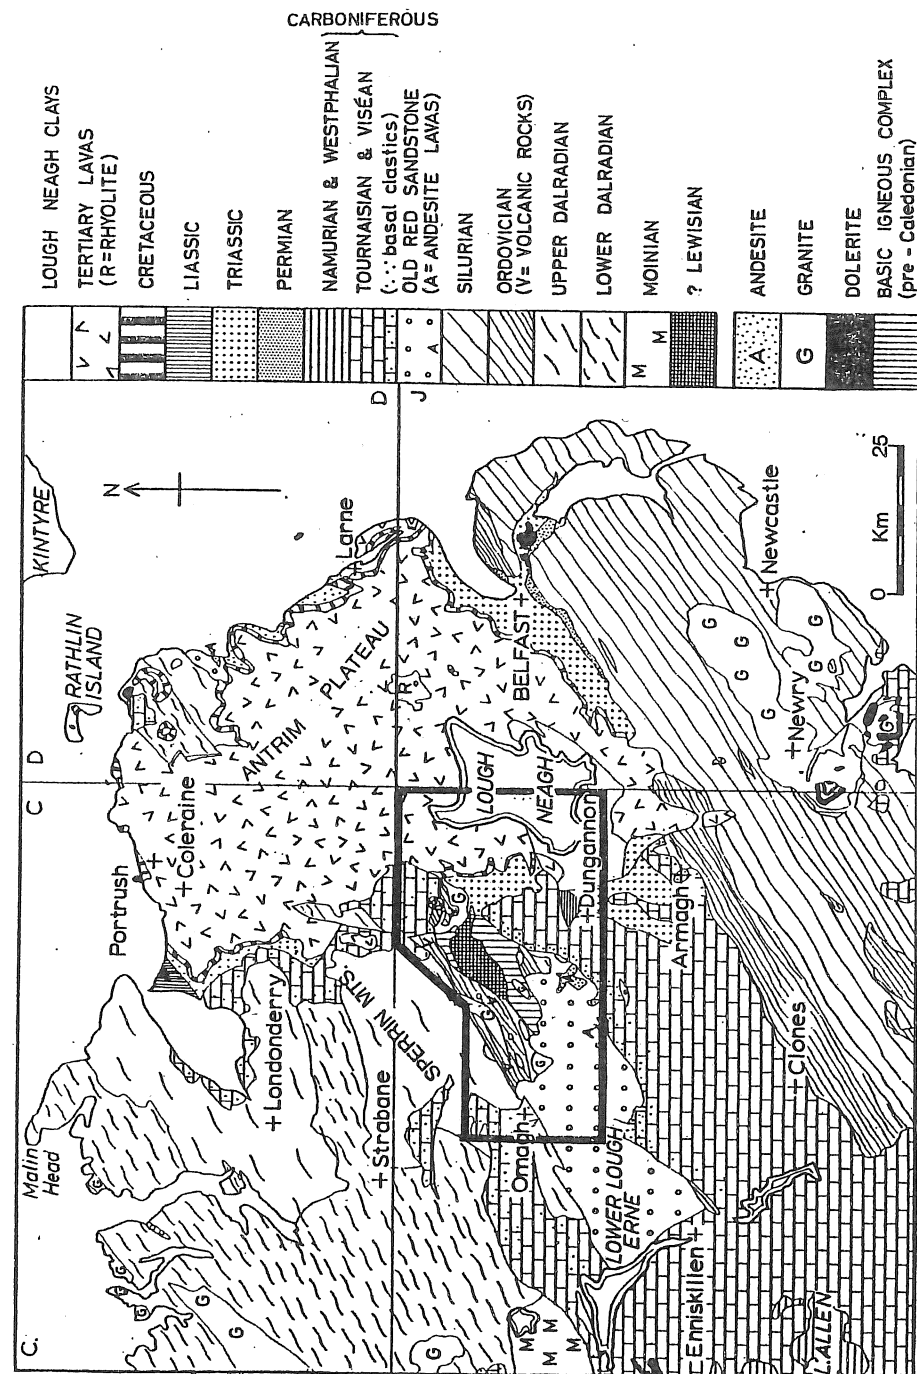 CARBONIFEROUS
LOUGH NEAGH CLAYS
TERTIARY LAVAS
(R=RHYOLITE)
CRETACEOUS
LIASSIC
TRIASSIC
PERMIAN
NAMURIAN & WESTPHALIAN
TOURNAISIAN & VISÉAN
(∵ basal clastics)
OLD RED SANDSTONE
(A=ANDESITE LAVAS)
SILURIAN
ORDOVICIAN
(V= VOLCANIC ROCKS)
UPPER DALRADIAN
LOWER DALRADIAN
MOINIAN
? LEWISIAN
ANDESITE
GRANITE
DOLERITE
BASIC IGNEOUS COMPLEX
(pre - Caledonian)
A
M M
A
G
C.
C
D
D
J
N
KINTYRE
RATHLIN
ISLAND
Malin
Head
Portrush
Coleraine
Londonderry
Strabane
SPERRIN MTS.
ANTRIM PLATEAU
Larne
R
BELFAST
LOUGH
NEAGH
Omagh
Dungannon
LOWER LOUGH
ERNE
Armagh
Enniskillen
Clones
L.ALLEN
Newry
Newcastle
G
G
G
G
G
G
G
G
G
G
G
G
G
G
A
M
M M
M
0 Km 25